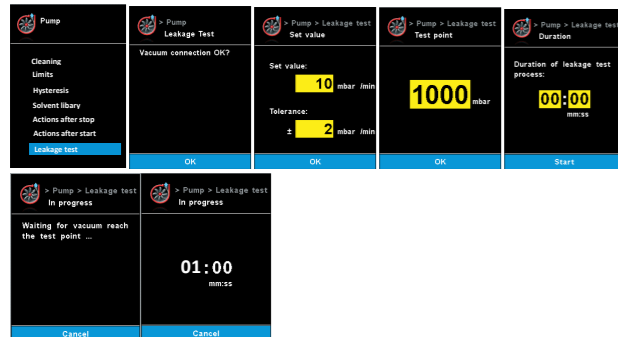 Pump
Cleaning
Limits
Hysteresis
Solvent libary
Actions after stop
Actions after start
Leakage test
> Pump
Leakage Test
Vacuum connection OK?
OK
> Pump > Leakage test
Set value
Set value:
10 mbar /min
Tolerance:
± 2 mbar /min
OK
> Pump > Leakage test
Test point
1000 mbar
OK
> Pump > Leakage test
Duration
Duration of leakage test
process:
00:00
mm:ss
Start
> Pump > Leakage test
In progress
Waiting for vacuum reach
the test point ...
Cancel
> Pump > Leakage test
In progress
01:00
mm:ss
Cancel